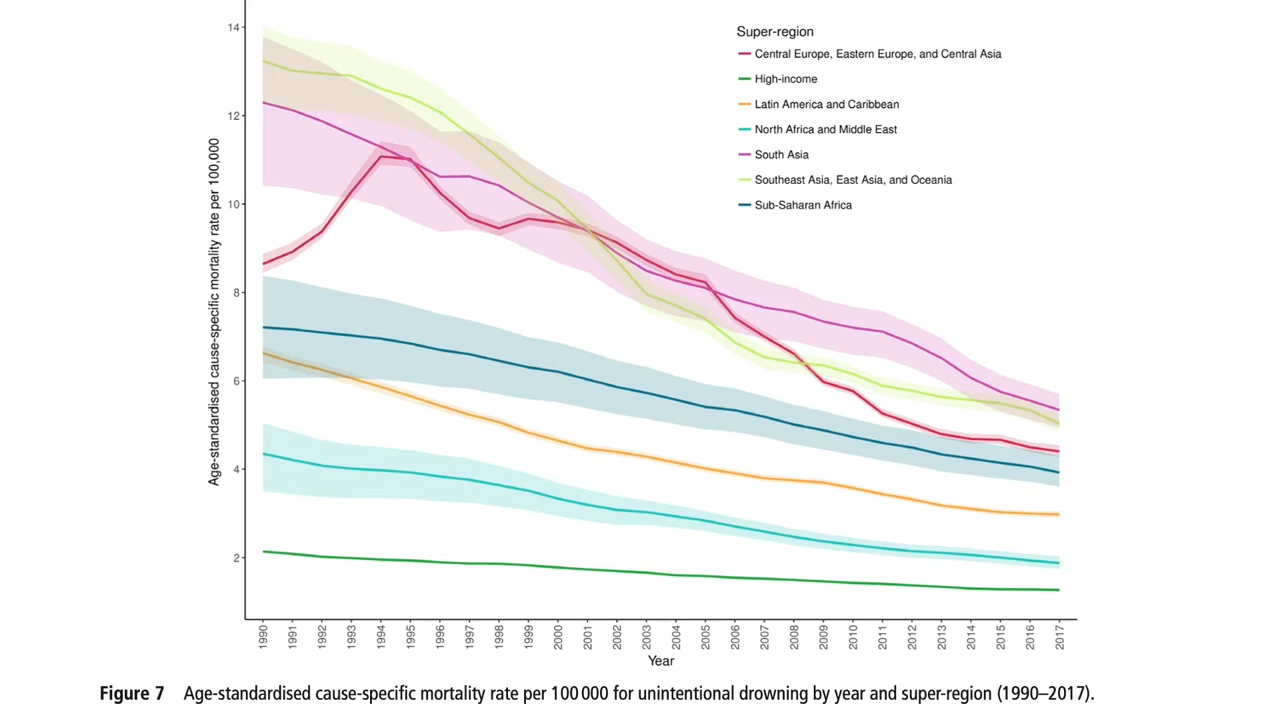 14
12
10
8
6
4
2
Age-standardised cause-specific mortality rate per 100,000
Super-region
Central Europe, Eastern Europe, and Central Asia
High-income
Latin America and Caribbean
North Africa and Middle East
South Asia
Southeast Asia, East Asia, and Oceania
Sub-Saharan Africa
1990 1991 1992 1993 1994 1995 1996 1997 1998 1999 2000 2001 2002 2003 2004 2005 2006 2007 2008 2009 2010 2011 2012 2013 2014 2015 2016 2017
Year
Figure 7 Age-standardised cause-specific mortality rate per 100 000 for unintentional drowning by year and super-region (1990–2017).